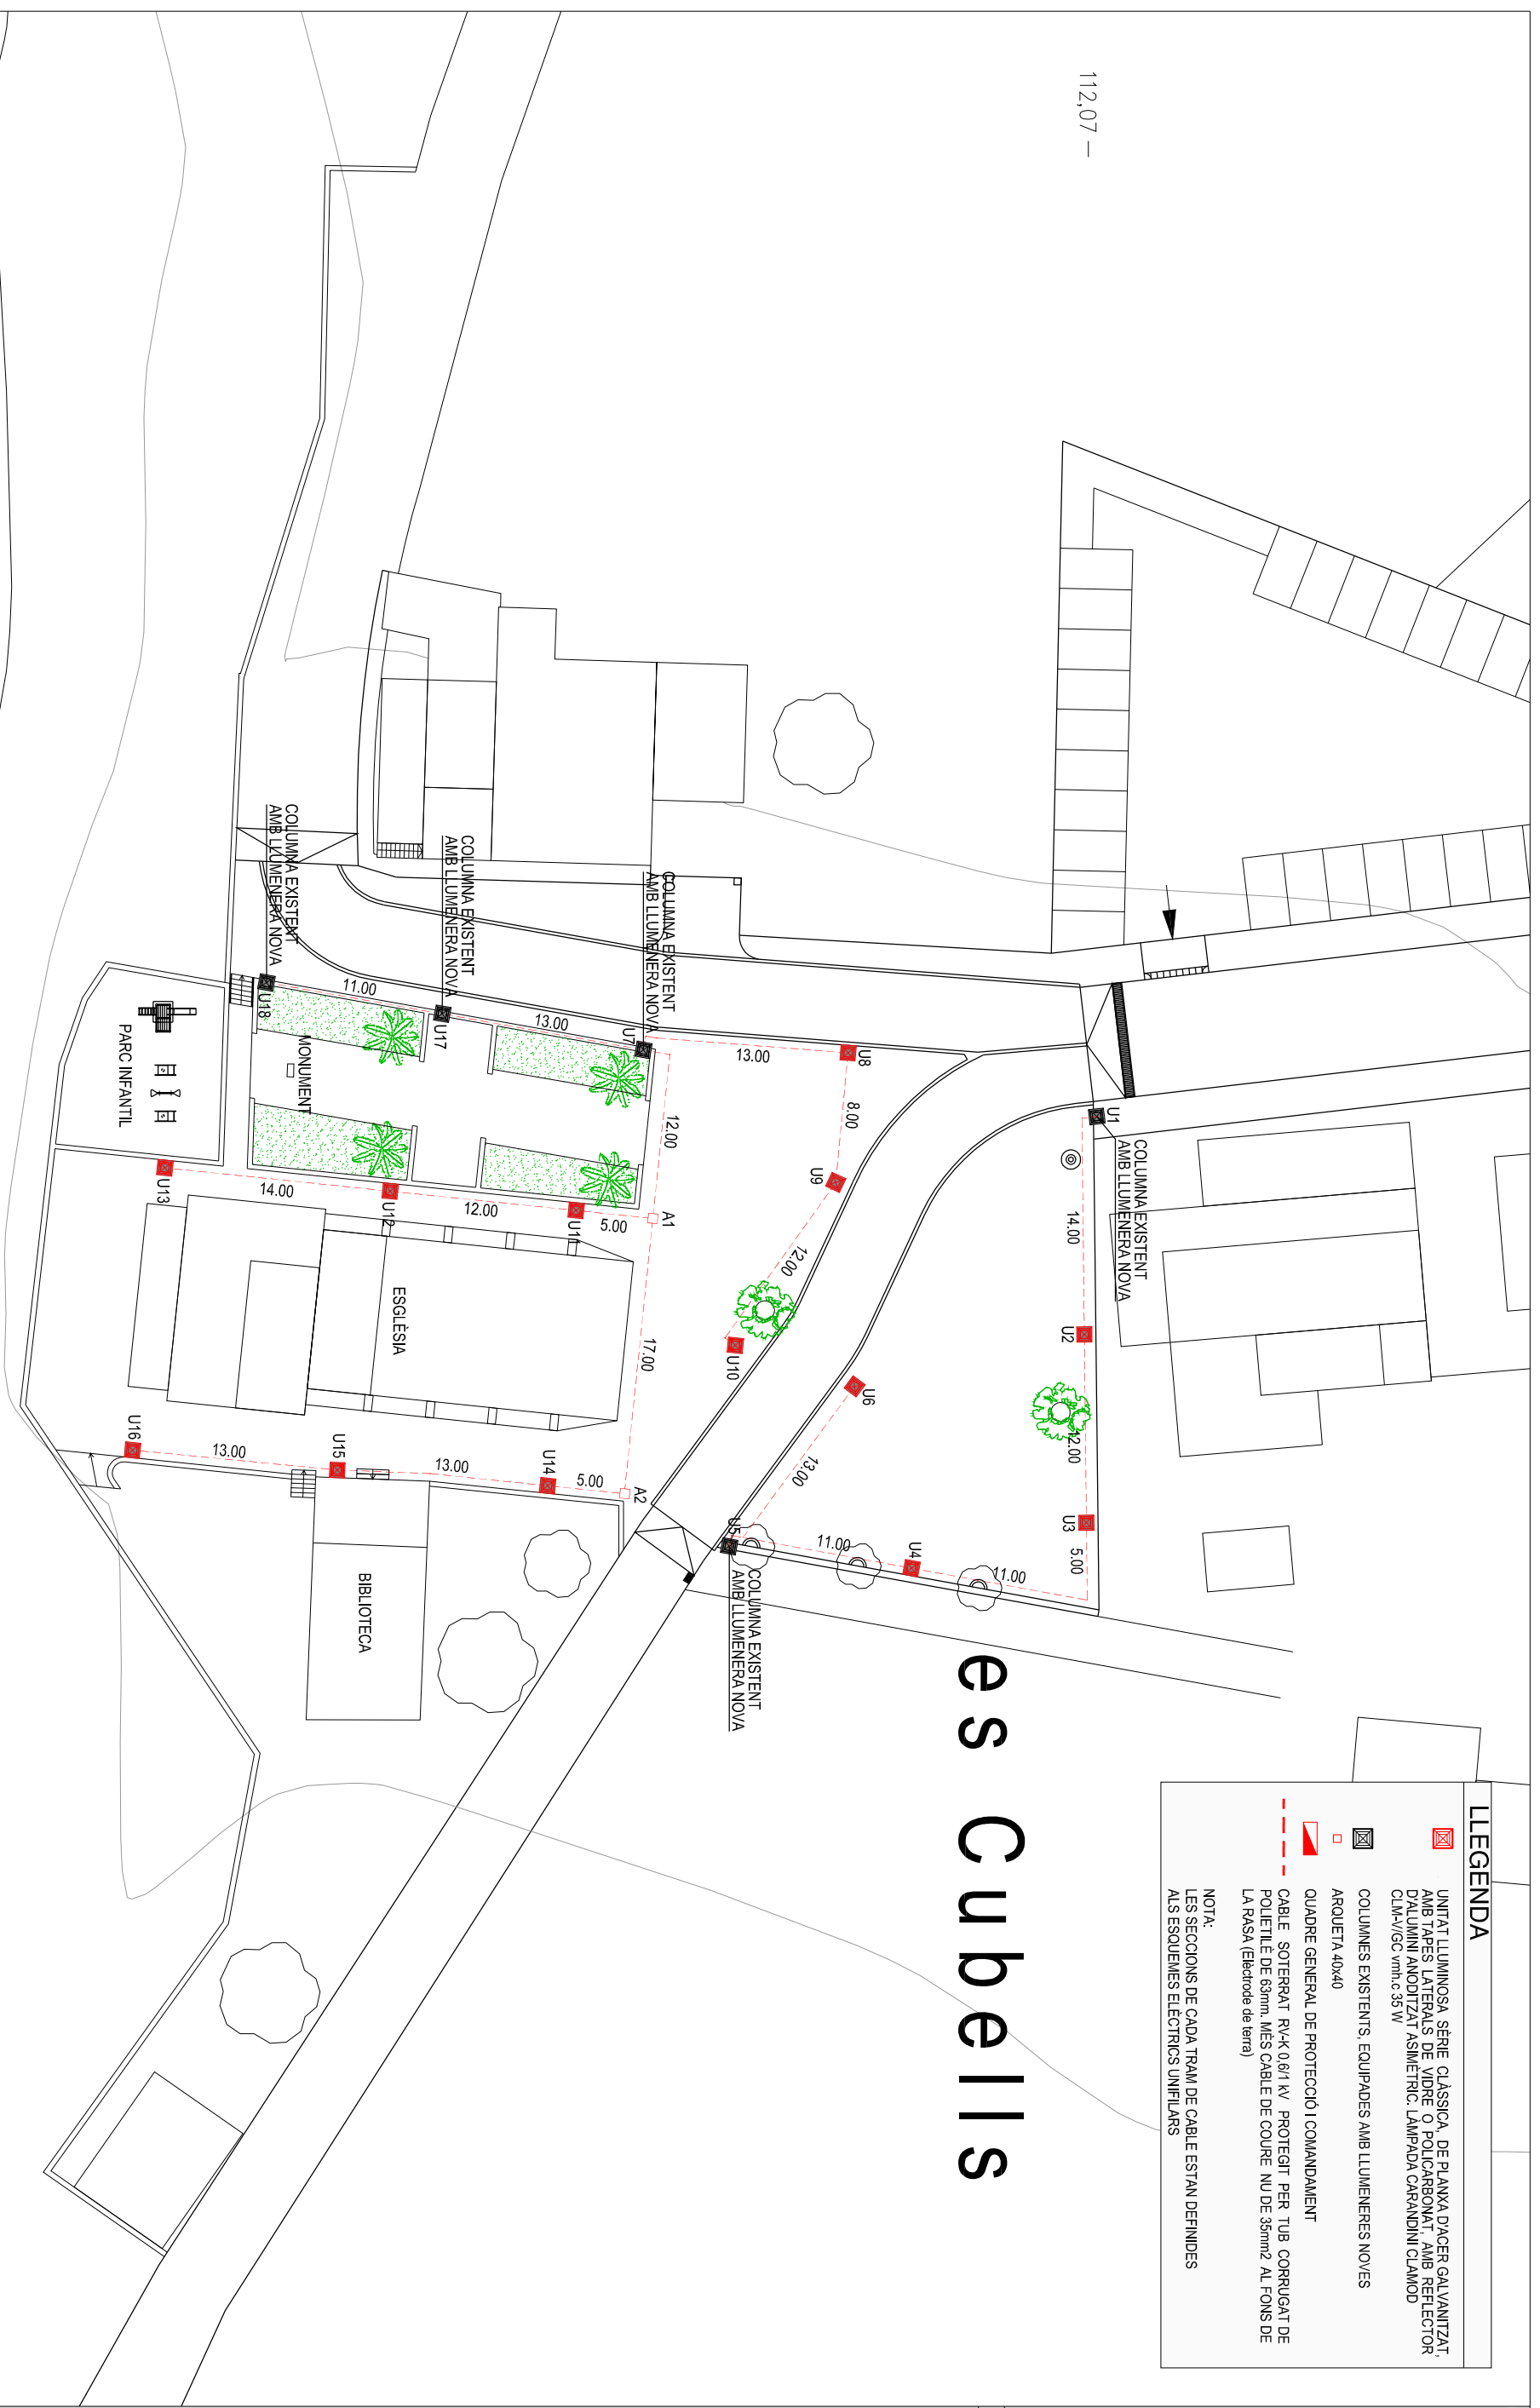 LLEGENDA
UNITAT LLUMINOSA SÈRIE CLÀSSICA, DE PLANXA D'ACER GALVANITZAT,
AMB TAPES LATERALS DE VIDRE O POLICARBONAT, AMB REFLECTOR
D'ALUMINI ANODITZAT ASIMÈTRIC. LÀMPADA CARANDINI CLAMOD
CLM-V/GC vmh.c 35 W
COLUMNES EXISTENTS, EQUIPADES AMB LLUMENERES NOVES
ARQUETA 40x40
QUADRE GENERAL DE PROTECCIÓ I COMANDAMENT
CABLE SOTERRAT RV-K 0,6/1 kV PROTEGIT PER TUB CORRUGAT DE
POLIETILÈ DE 63mm. MÉS CABLE DE COURE NU DE 35mm2 AL FONS DE
LA RASA (Elèctrode de terra)
NOTA:
LES SECCIONS DE CADA TRAM DE CABLE ESTAN DEFINIDES
ALS ESQUEMES ELÈCTRICS UNIFILARS
112,07
es Cubells
U1
COLUMNA EXISTENT
AMB LLUMENERA NOVA
14.00
U2
12.00
U3
5.00
11.00
U4
11.00
U5
COLUMNA EXISTENT
AMB LLUMENERA NOVA
13.00
U6
U8
8.00
U9
12.00
U10
13.00
COLUMNA EXISTENT
AMB LLUMENERA NOVA
U7
12.00
A1
17.00
A2
13.00
COLUMNA EXISTENT
AMB LLUMENERA NOVA
U17
11.00
COLUMNA EXISTENT
AMB LLUMENERA NOVA
U18
MONUMENT
5.00
U11
12.00
U12
14.00
U13
PARC INFANTIL
ESGLÈSIA
5.00
U14
13.00
U15
13.00
U16
BIBLIOTECA